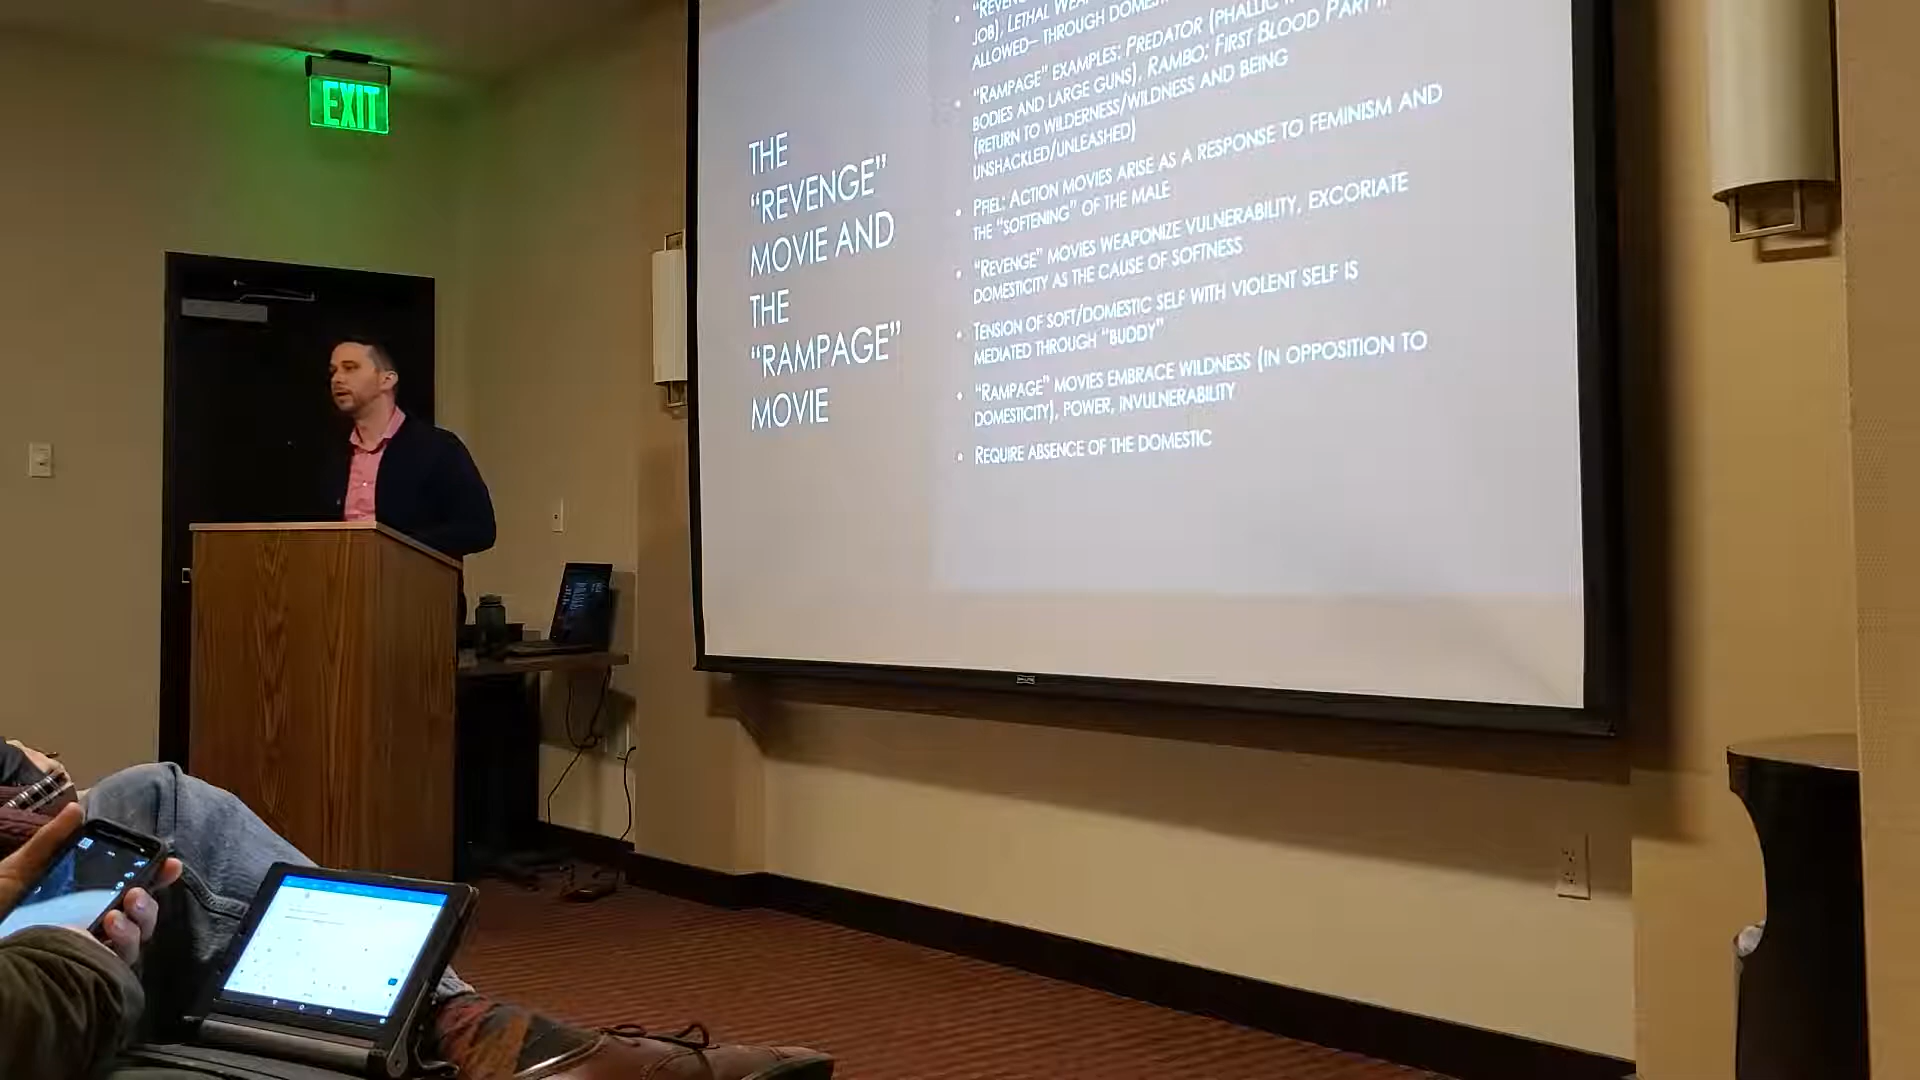 EXIT
THE
“REVENGE”
MOVIE AND
THE
“RAMPAGE”
MOVIE
JOB), LETHAL
ALLOWED– THROUGH
“RAMPAGE” EXAMPLES: PREDATOR (PHALLIC
BODIES AND LARGE GUNS), RAMBO: FIRST BLOOD PART II
(RETURN TO WILDERNESS/WILDNESS AND BEING
UNSHACKLED/UNLEASHED)
PFIEL: ACTION MOVIES ARISE AS A RESPONSE TO FEMINISM AND
THE “SOFTENING” OF THE MALE
“REVENGE” MOVIES WEAPONIZE VULNERABILITY, EXCORIATE
DOMESTICITY AS THE CAUSE OF SOFTNESS
TENSION OF SOFT/DOMESTIC SELF WITH VIOLENT SELF IS
MEDIATED THROUGH “BUDDY”
“RAMPAGE” MOVIES EMBRACE WILDNESS (IN OPPOSITION TO
DOMESTICITY), POWER, INVULNERABILITY
REQUIRE ABSENCE OF THE DOMESTIC